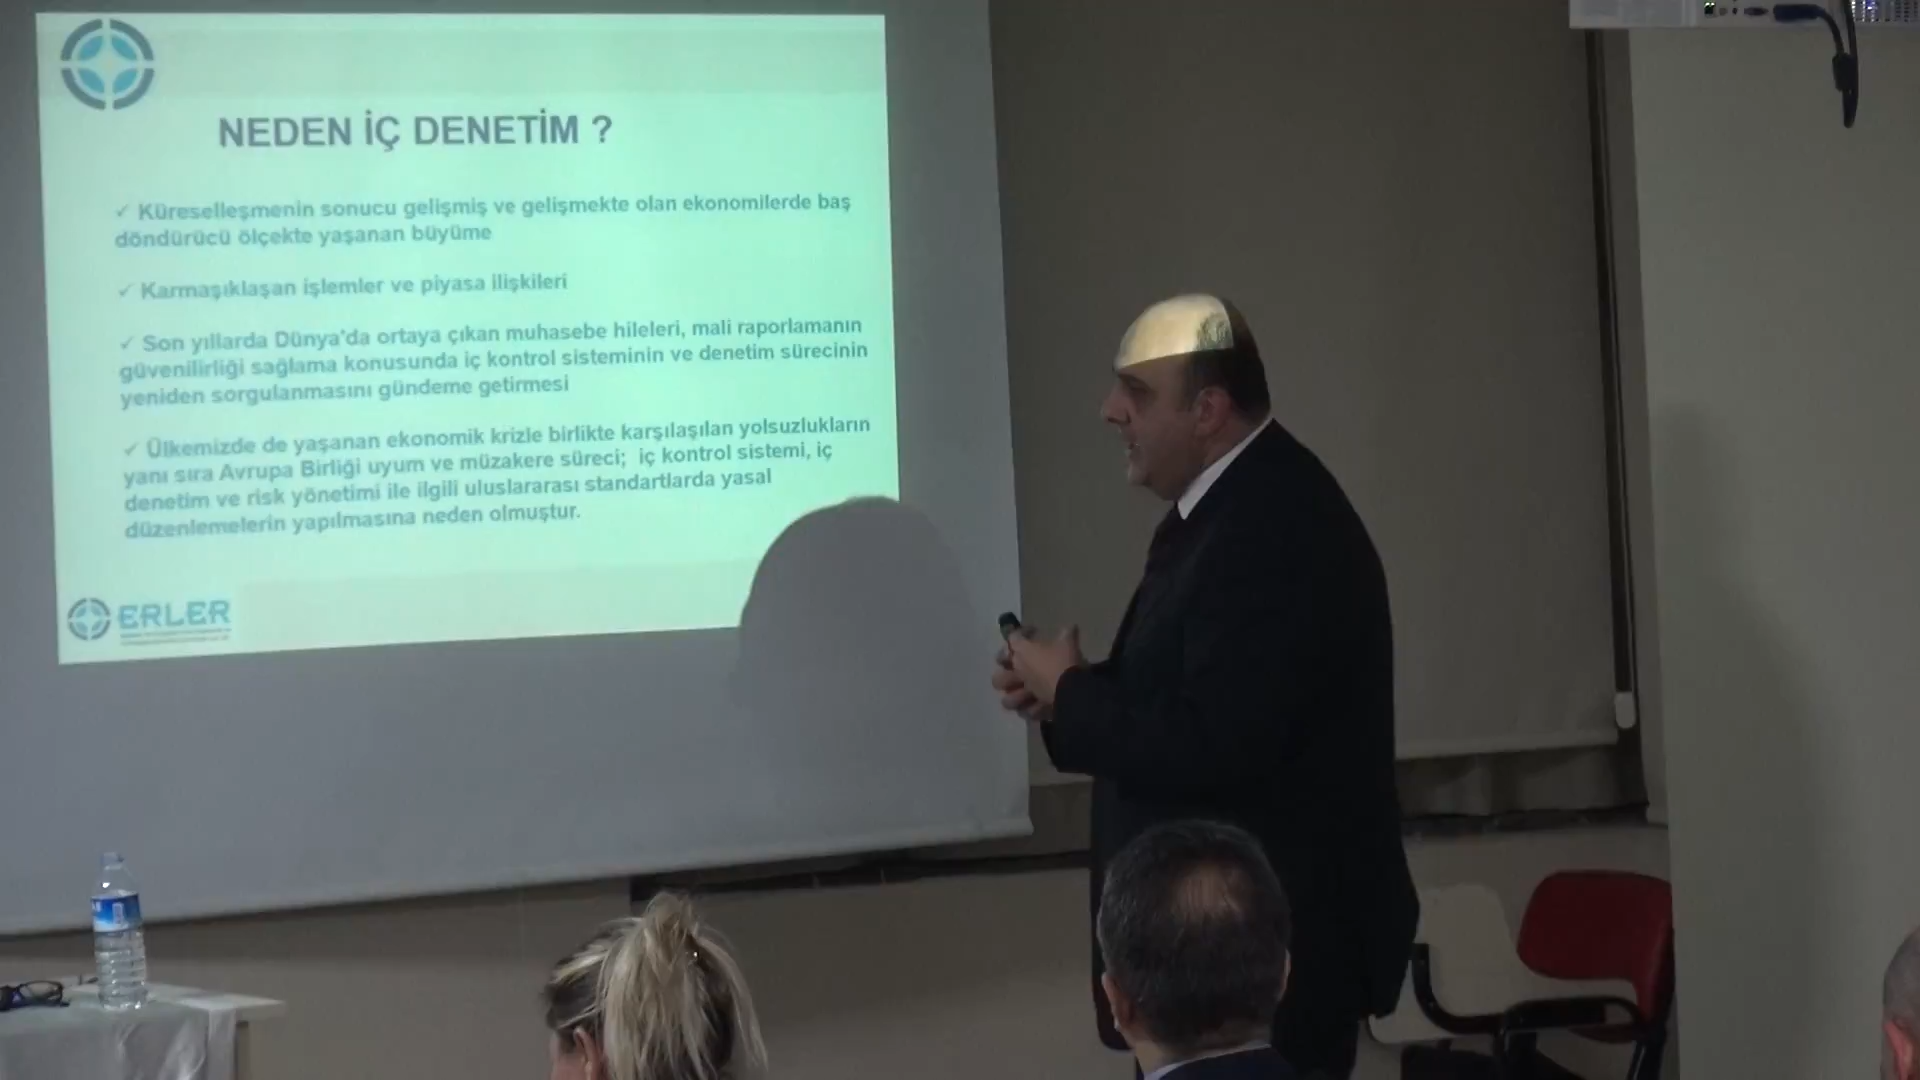 NEDEN İÇ DENETİM ?
✓ Küreselleşmenin sonucu gelişmiş ve gelişmekte olan ekonomilerde baş
döndürücü ölçekte yaşanan büyüme
✓ Karmaşıklaşan işlemler ve piyasa ilişkileri
✓ Son yıllarda Dünya'da ortaya çıkan muhasebe hileleri, mali raporlamanın
güvenilirliği sağlama konusunda iç kontrol sisteminin ve denetim sürecinin
yeniden sorgulanmasını gündeme getirmesi
✓ Ülkemizde de yaşanan ekonomik krizle birlikte karşılaşılan yolsuzlukların
yanı sıra Avrupa Birliği uyum ve müzakere süreci; iç kontrol sistemi, iç
denetim ve risk yönetimi ile ilgili uluslararası standartlarda yasal
düzenlemelerin yapılmasına neden olmuştur.
ERLER